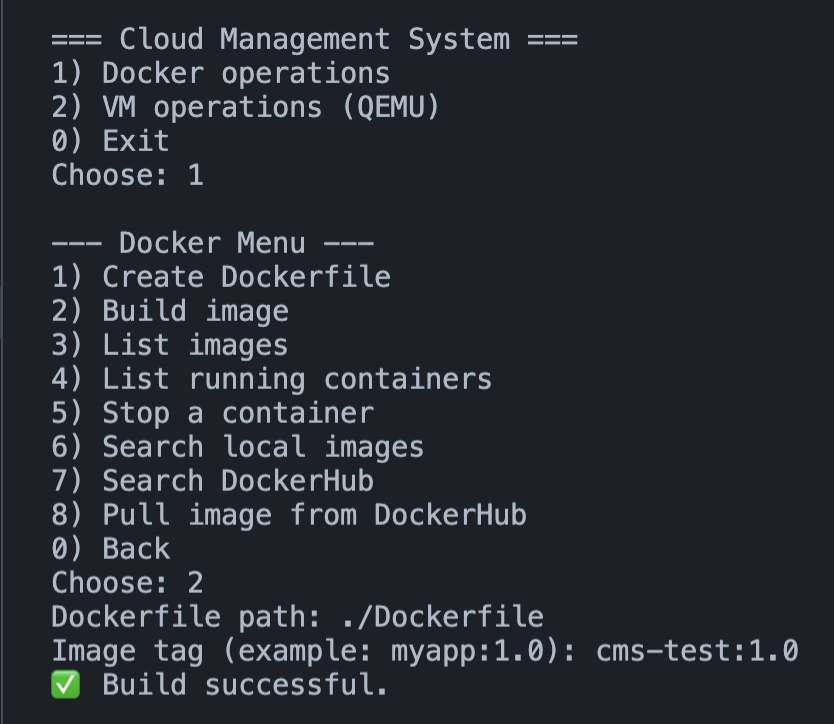 === Cloud Management System ===
1) Docker operations
2) VM operations (QEMU)
0) Exit
Choose: 1
--- Docker Menu ---
1) Create Dockerfile
2) Build image
3) List images
4) List running containers
5) Stop a container
6) Search local images
7) Search DockerHub
8) Pull image from DockerHub
0) Back
Choose: 2
Dockerfile path: ./Dockerfile
Image tag (example: myapp:1.0): cms-test:1.0
✅ Build successful.